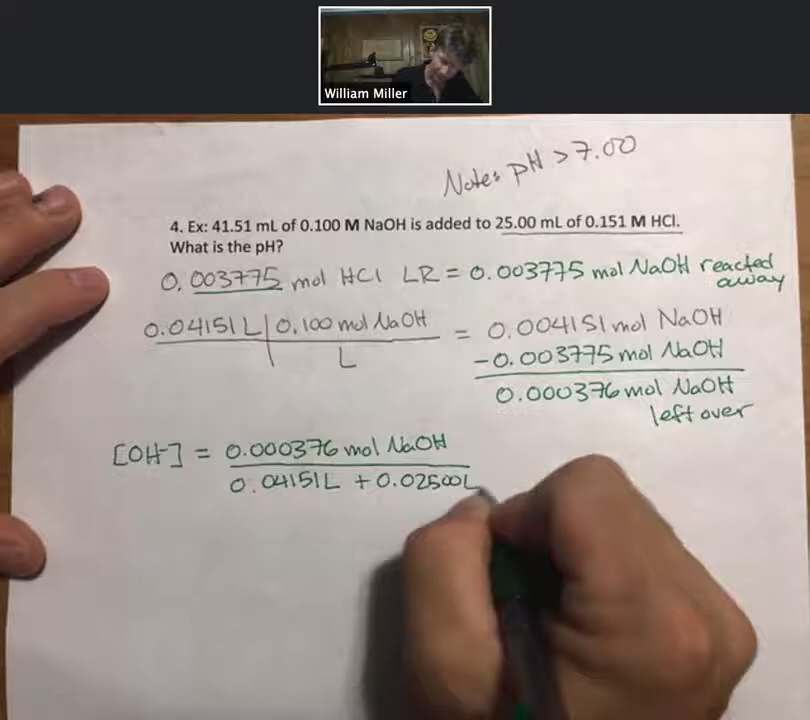 William Miller
Note: pH > 7.00
4. Ex: 41.51 mL of 0.100 M NaOH is added to 25.00 mL of 0.151 M HCl.
What is the pH?
0.003775 mol HCl LR = 0.003775 mol NaOH reacted away
0.04151 L | 0.100 mol NaOH = 0.004151 mol NaOH
L
-0.003775 mol NaOH
0.000376 mol NaOH
left over
[OH-] = 0.000376 mol NaOH
0.04151 L + 0.02500 L